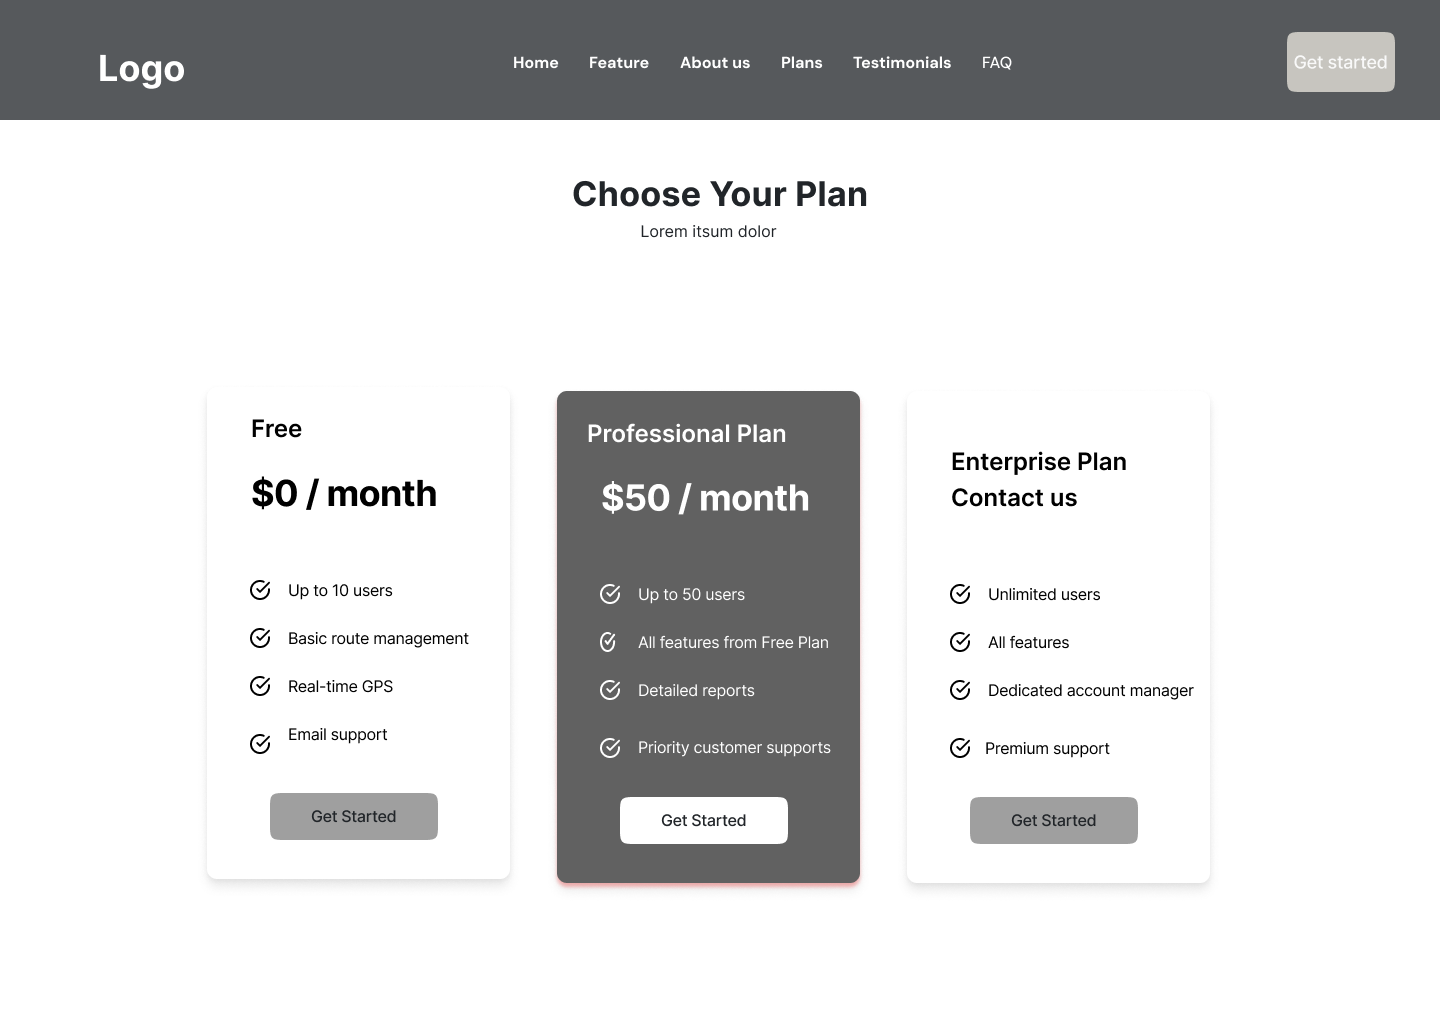 Logo
Home Feature About us Plans Testimonials FAQ
Get started
Choose Your Plan
Lorem itsum dolor
Free
$0 / month
Up to 10 users
Basic route management
Real-time GPS
Email support
Get Started
Professional Plan
$50 / month
Up to 50 users
All features from Free Plan
Detailed reports
Priority customer supports
Get Started
Enterprise Plan
Contact us
Unlimited users
All features
Dedicated account manager
Premium support
Get Started